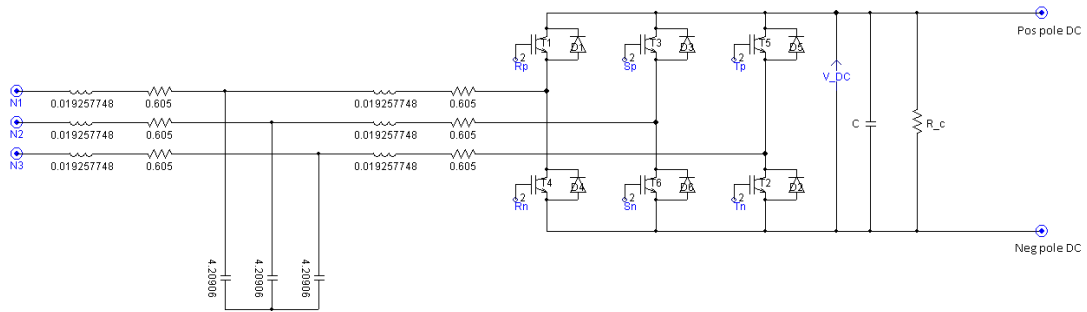 Pos pole DC
T1
D1
T3
D3
T5
D5
2
2
2
Rp
Sp
Tp
V_DC
N1
0.019257748
0.605
0.019257748
0.605
N2
0.019257748
0.605
0.019257748
0.605
C
R_c
N3
0.019257748
0.605
0.019257748
0.605
T4
D4
T6
D6
T2
D2
2
2
2
Rn
Sn
Tn
Neg pole DC
4.20906
4.20906
4.20906